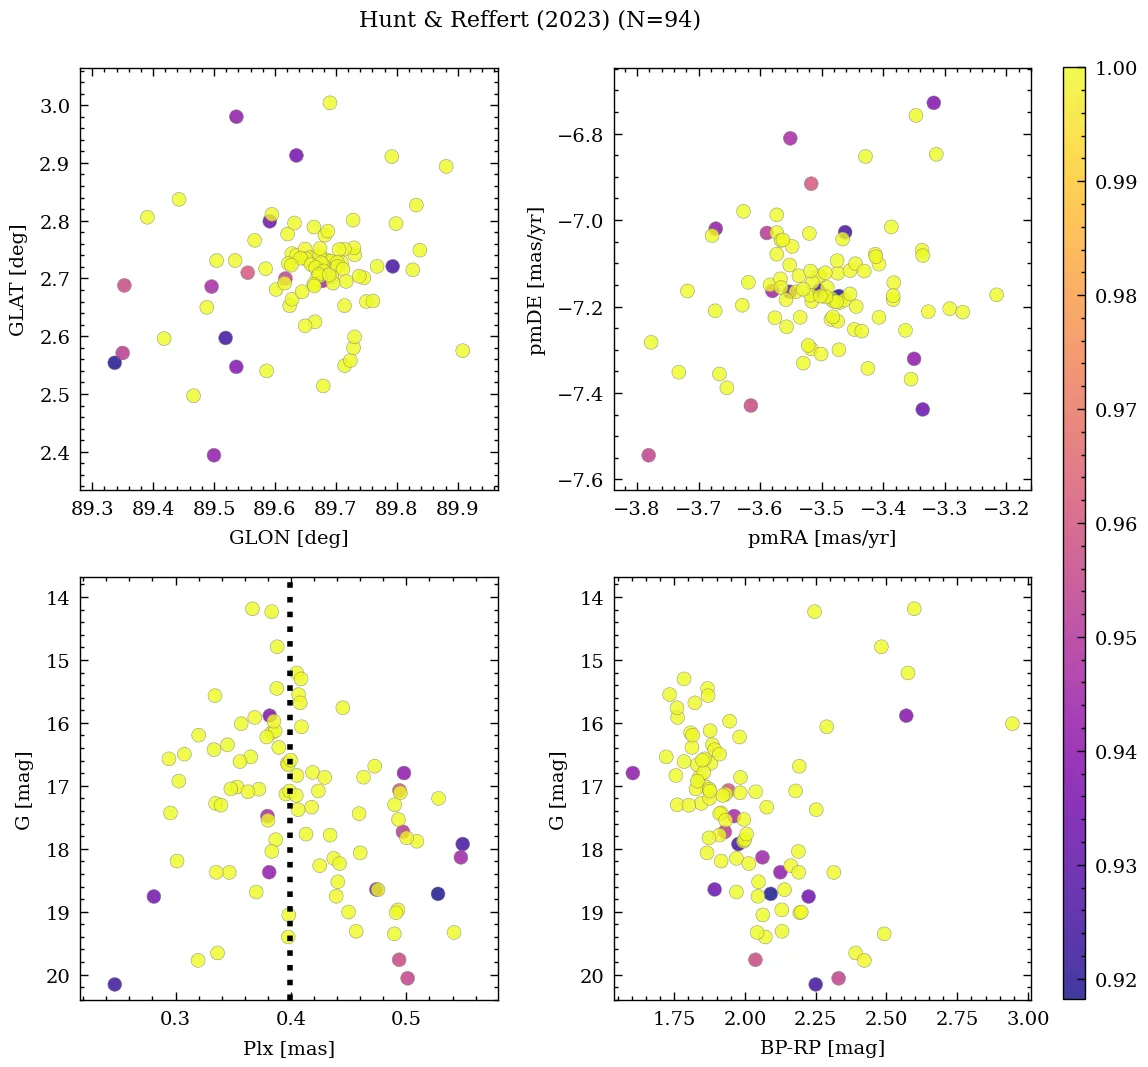 Hunt & Reffert (2023) (N=94)
3.0
2.9
2.8
2.7
2.6
2.5
2.4
GLAT [deg]
89.3 89.4 89.5 89.6 89.7 89.8 89.9
GLON [deg]
−6.8
−7.0
−7.2
−7.4
−7.6
pmDE [mas/yr]
−3.8 −3.7 −3.6 −3.5 −3.4 −3.3 −3.2
pmRA [mas/yr]
14
15
16
17
18
19
20
G [mag]
0.3 0.4 0.5
Plx [mas]
14
15
16
17
18
19
20
G [mag]
1.75 2.00 2.25 2.50 2.75 3.00
BP-RP [mag]
1.00
0.99
0.98
0.97
0.96
0.95
0.94
0.93
0.92